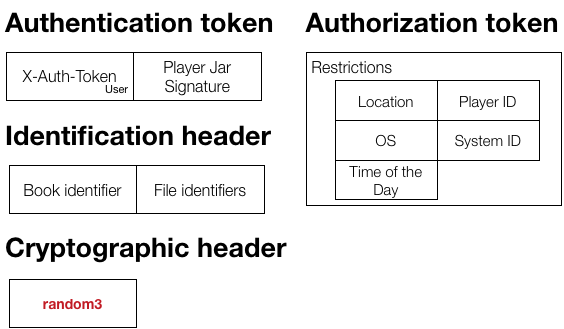 Authentication token
X-Auth-Token
User
Player Jar
Signature
Identification header
Book identifier
File identifiers
Cryptographic header
random3
Authorization token
Restrictions
Location
Player ID
OS
System ID
Time of the
Day